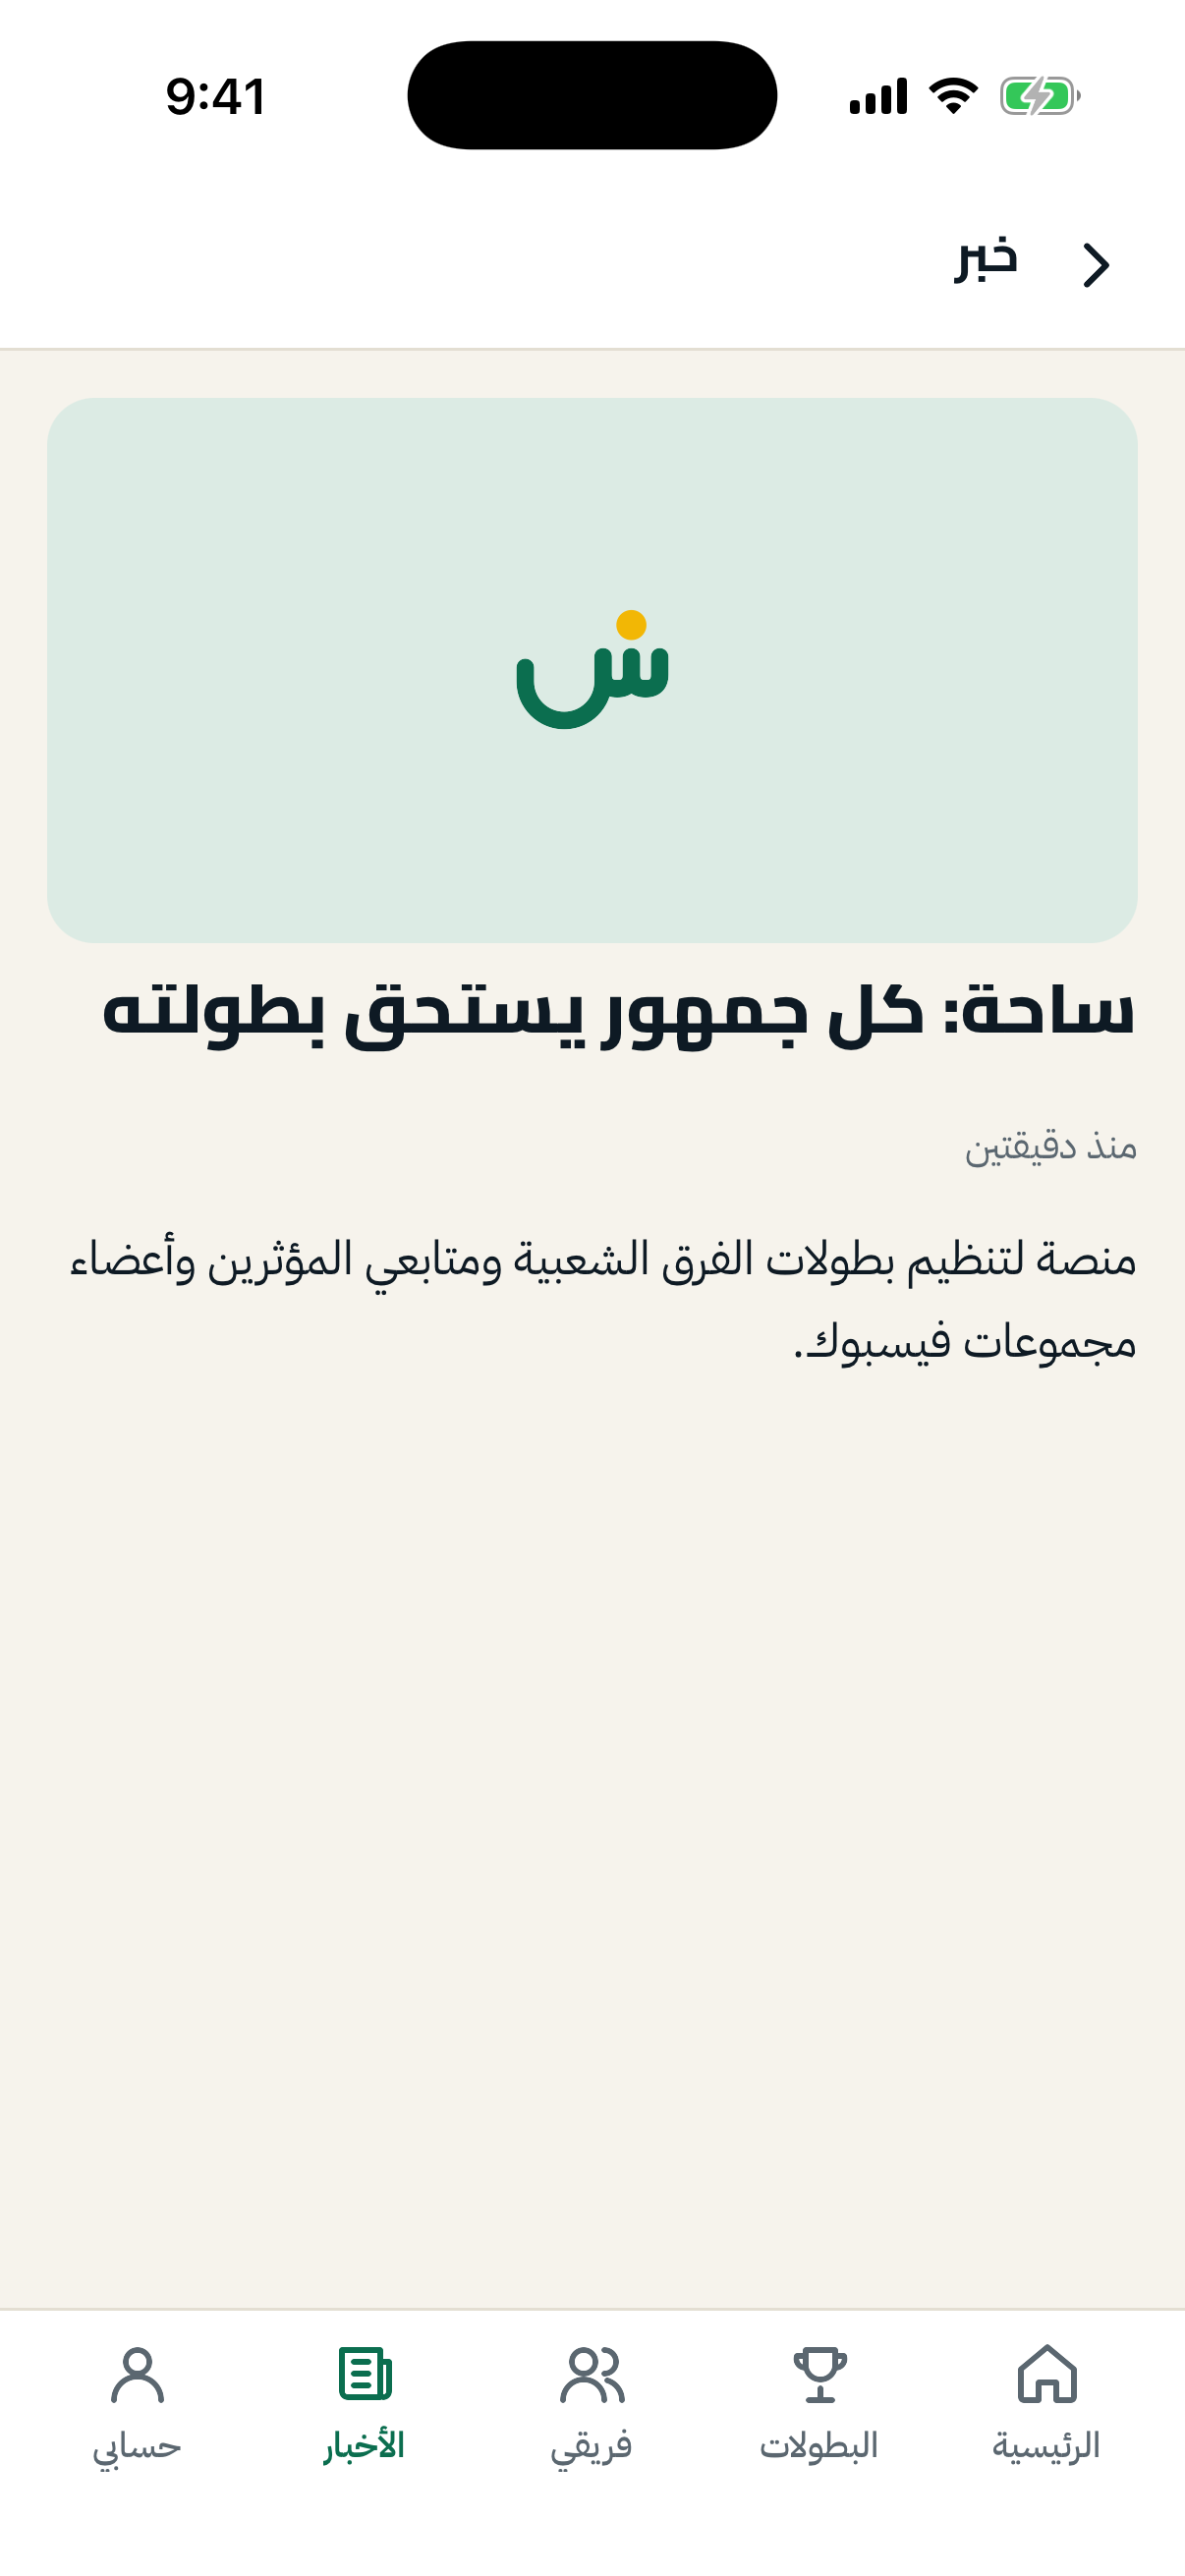 9:41
خبر
ساحة: كل جمهور يستحق بطولته
منذ دقيقتين
منصة لتنظيم بطولات الفرق الشعبية ومتابعي المؤثرين وأعضاء
مجموعات فيسبوك.
الرئيسية
البطولات
فريقي
الأخبار
حسابي